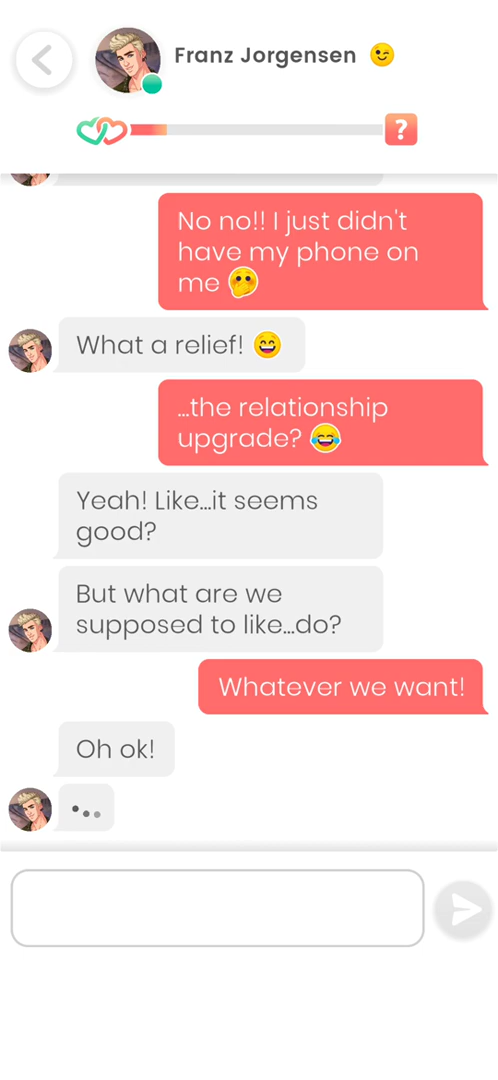 Franz Jorgensen 😉
?
No no!! I just didn't
have my phone on
me 🫢
What a relief! 😄
...the relationship
upgrade? 😂
Yeah! Like...it seems
good?
But what are we
supposed to like...do?
Whatever we want!
Oh ok!